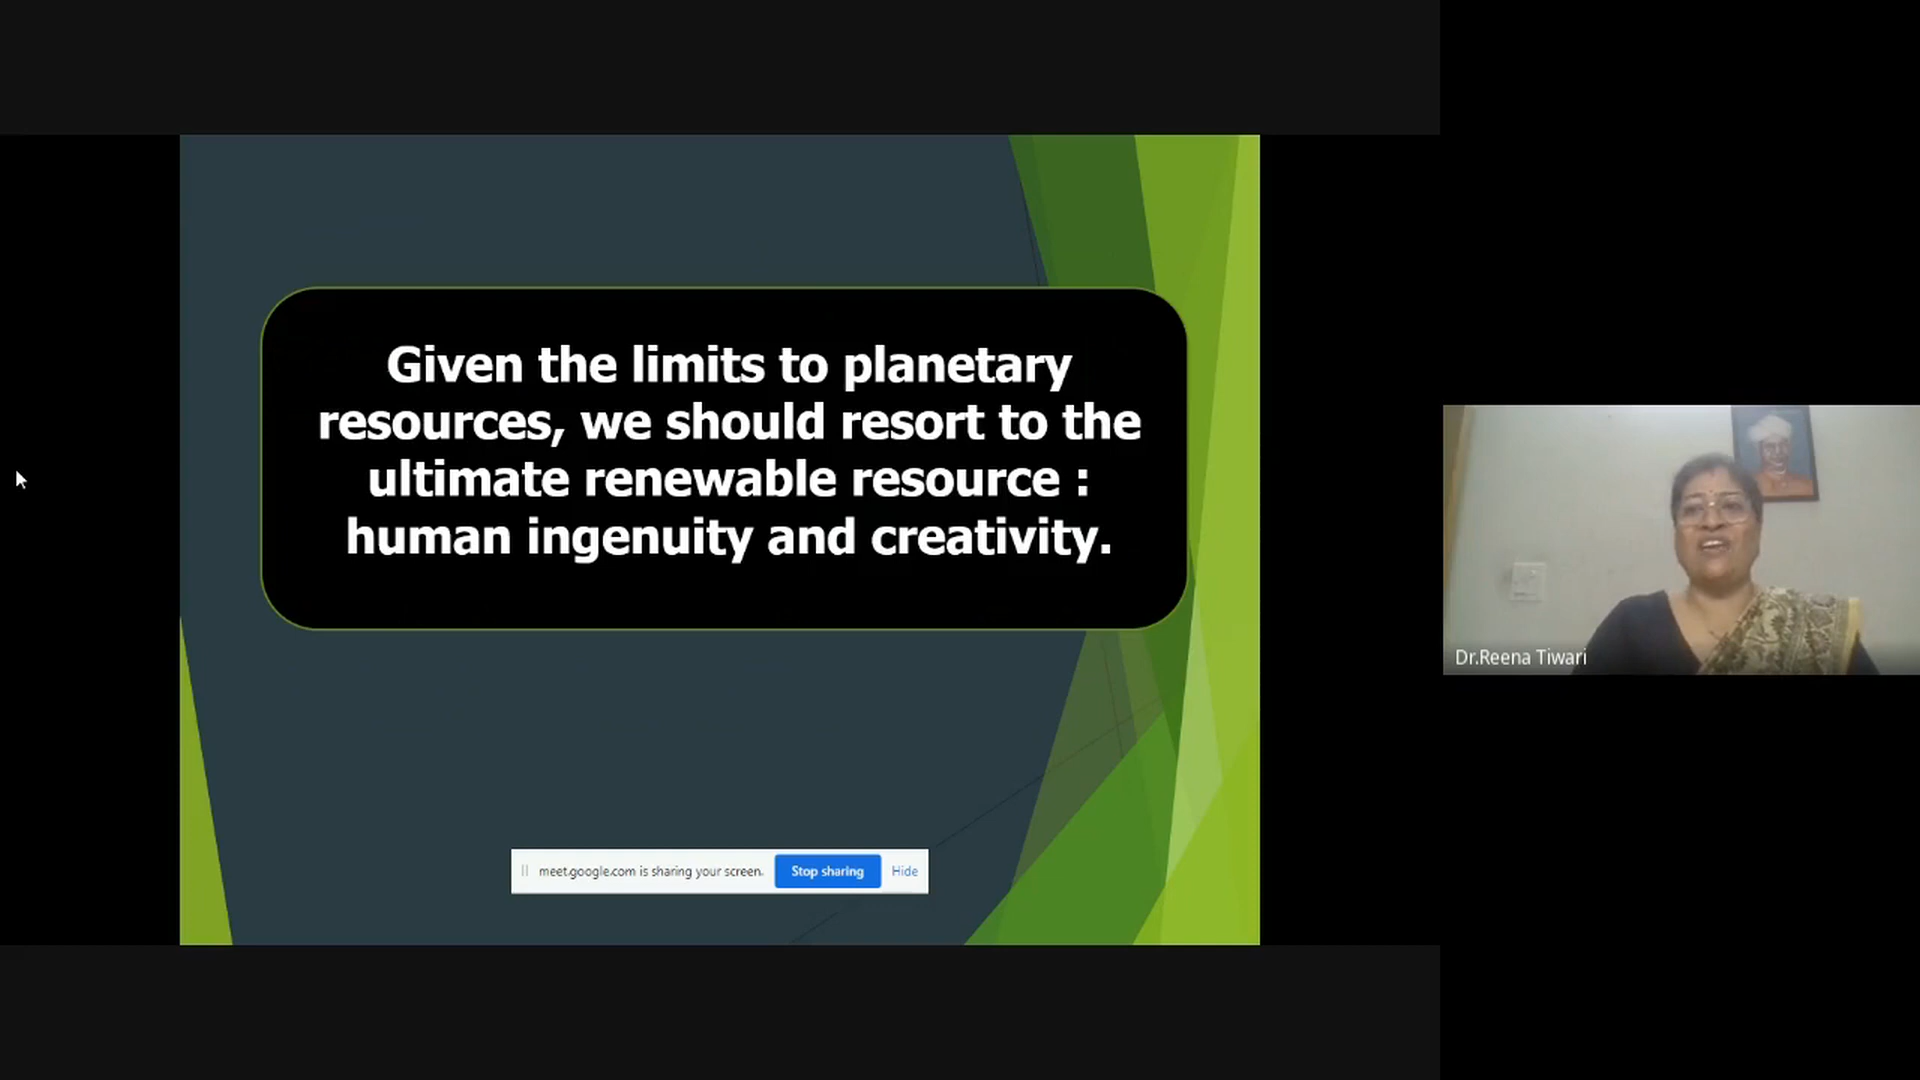 Given the limits to planetary
resources, we should resort to the
ultimate renewable resource :
human ingenuity and creativity.
meet.google.com is sharing your screen.
Stop sharing
Hide
Dr.Reena Tiwari